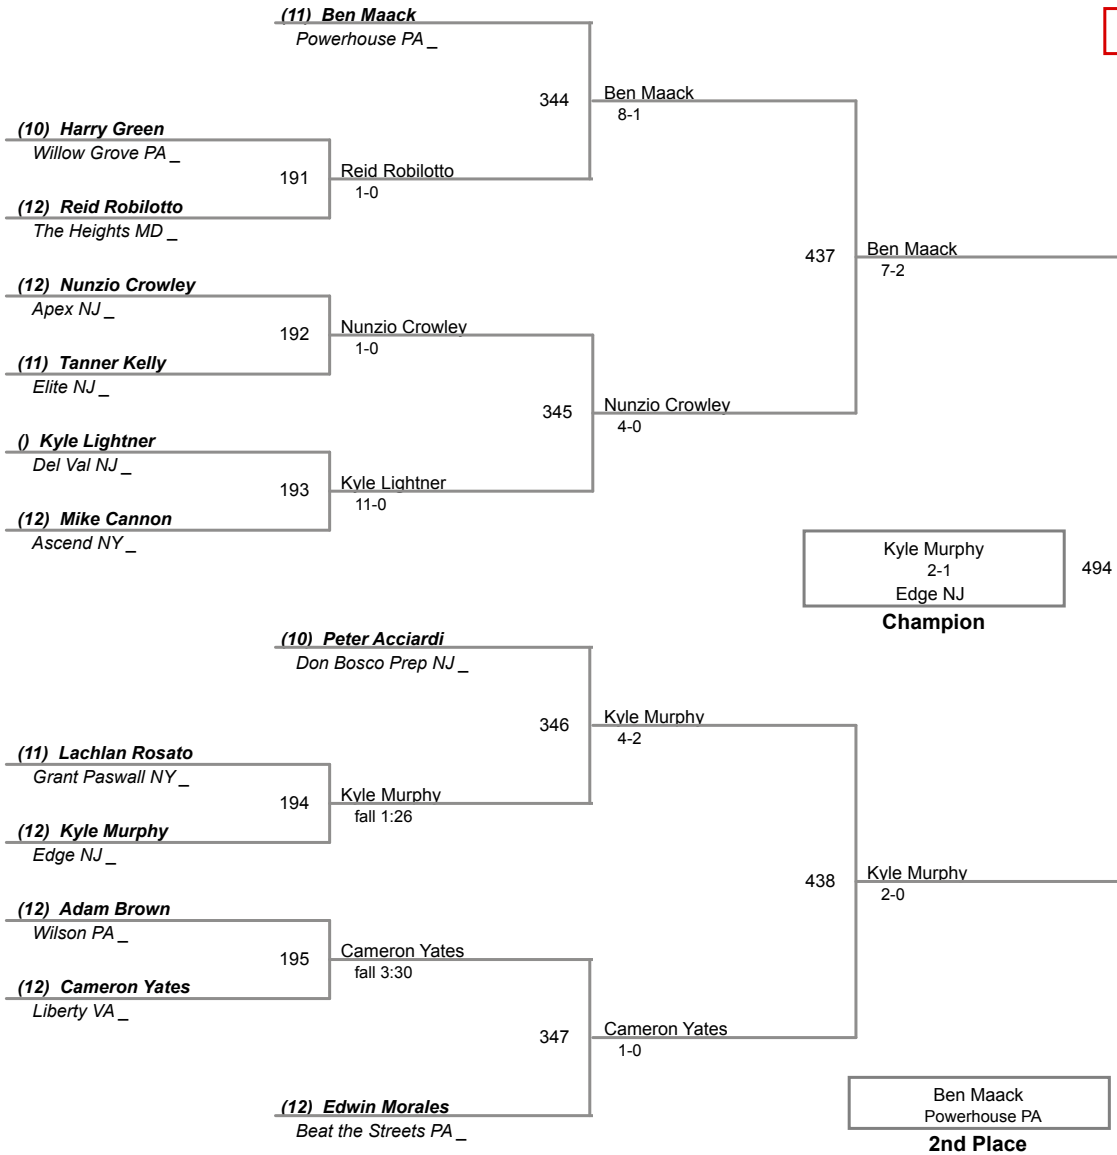 (11) Ben Maack
Powerhouse PA _
344
Ben Maack
8-1
(10) Harry Green
Willow Grove PA _
191
Reid Robilotto
1-0
(12) Reid Robilotto
The Heights MD _
437
Ben Maack
7-2
(12) Nunzio Crowley
Apex NJ _
192
Nunzio Crowley
1-0
(11) Tanner Kelly
Elite NJ _
345
Nunzio Crowley
4-0
() Kyle Lightner
Del Val NJ _
193
Kyle Lightner
11-0
(12) Mike Cannon
Ascend NY _
Kyle Murphy
2-1
Edge NJ
494
Champion
(10) Peter Acciardi
Don Bosco Prep NJ _
346
Kyle Murphy
4-2
(11) Lachlan Rosato
Grant Paswall NY _
194
Kyle Murphy
fall 1:26
(12) Kyle Murphy
Edge NJ _
438
Kyle Murphy
2-0
(12) Adam Brown
Wilson PA _
195
Cameron Yates
fall 3:30
(12) Cameron Yates
Liberty VA _
347
Cameron Yates
1-0
(12) Edwin Morales
Beat the Streets PA _
Ben Maack
Powerhouse PA
2nd Place